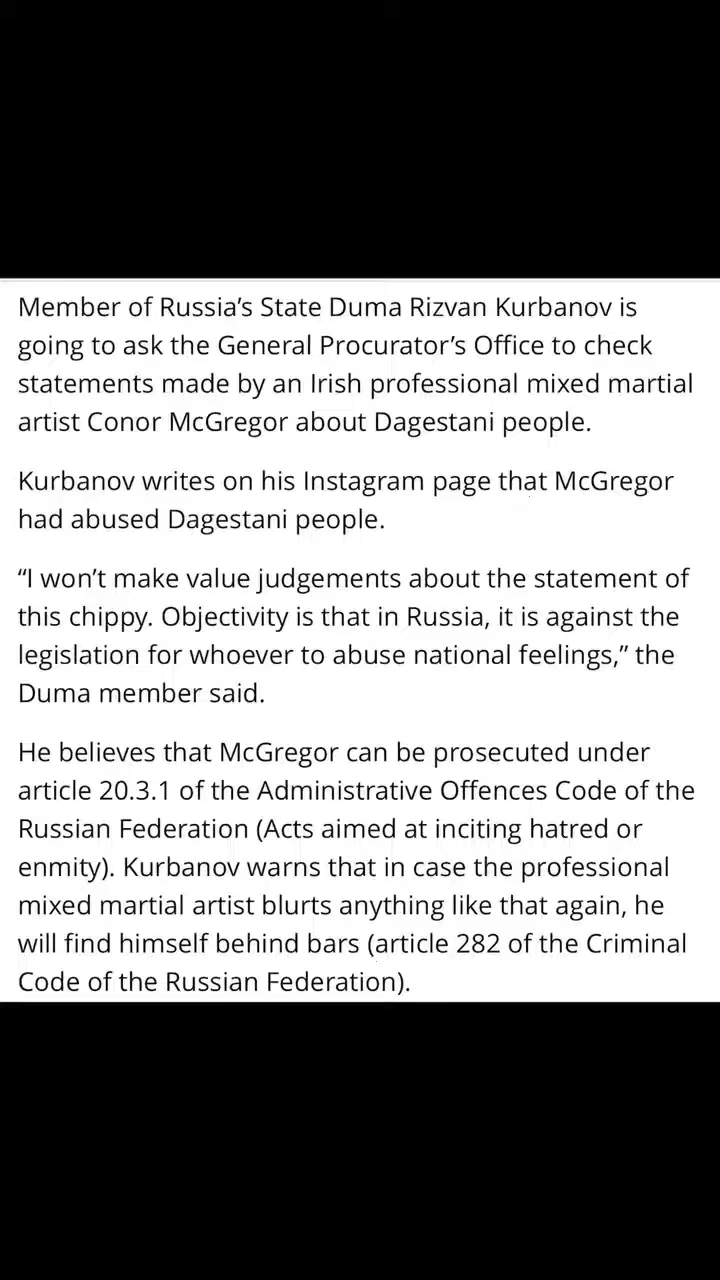 Member of Russia’s State Duma Rizvan Kurbanov is
going to ask the General Procurator’s Office to check
statements made by an Irish professional mixed martial
artist Conor McGregor about Dagestani people.
Kurbanov writes on his Instagram page that McGregor
had abused Dagestani people.
“I won’t make value judgements about the statement of
this chippy. Objectivity is that in Russia, it is against the
legislation for whoever to abuse national feelings,” the
Duma member said.
He believes that McGregor can be prosecuted under
article 20.3.1 of the Administrative Offences Code of the
Russian Federation (Acts aimed at inciting hatred or
enmity). Kurbanov warns that in case the professional
mixed martial artist blurts anything like that again, he
will find himself behind bars (article 282 of the Criminal
Code of the Russian Federation).